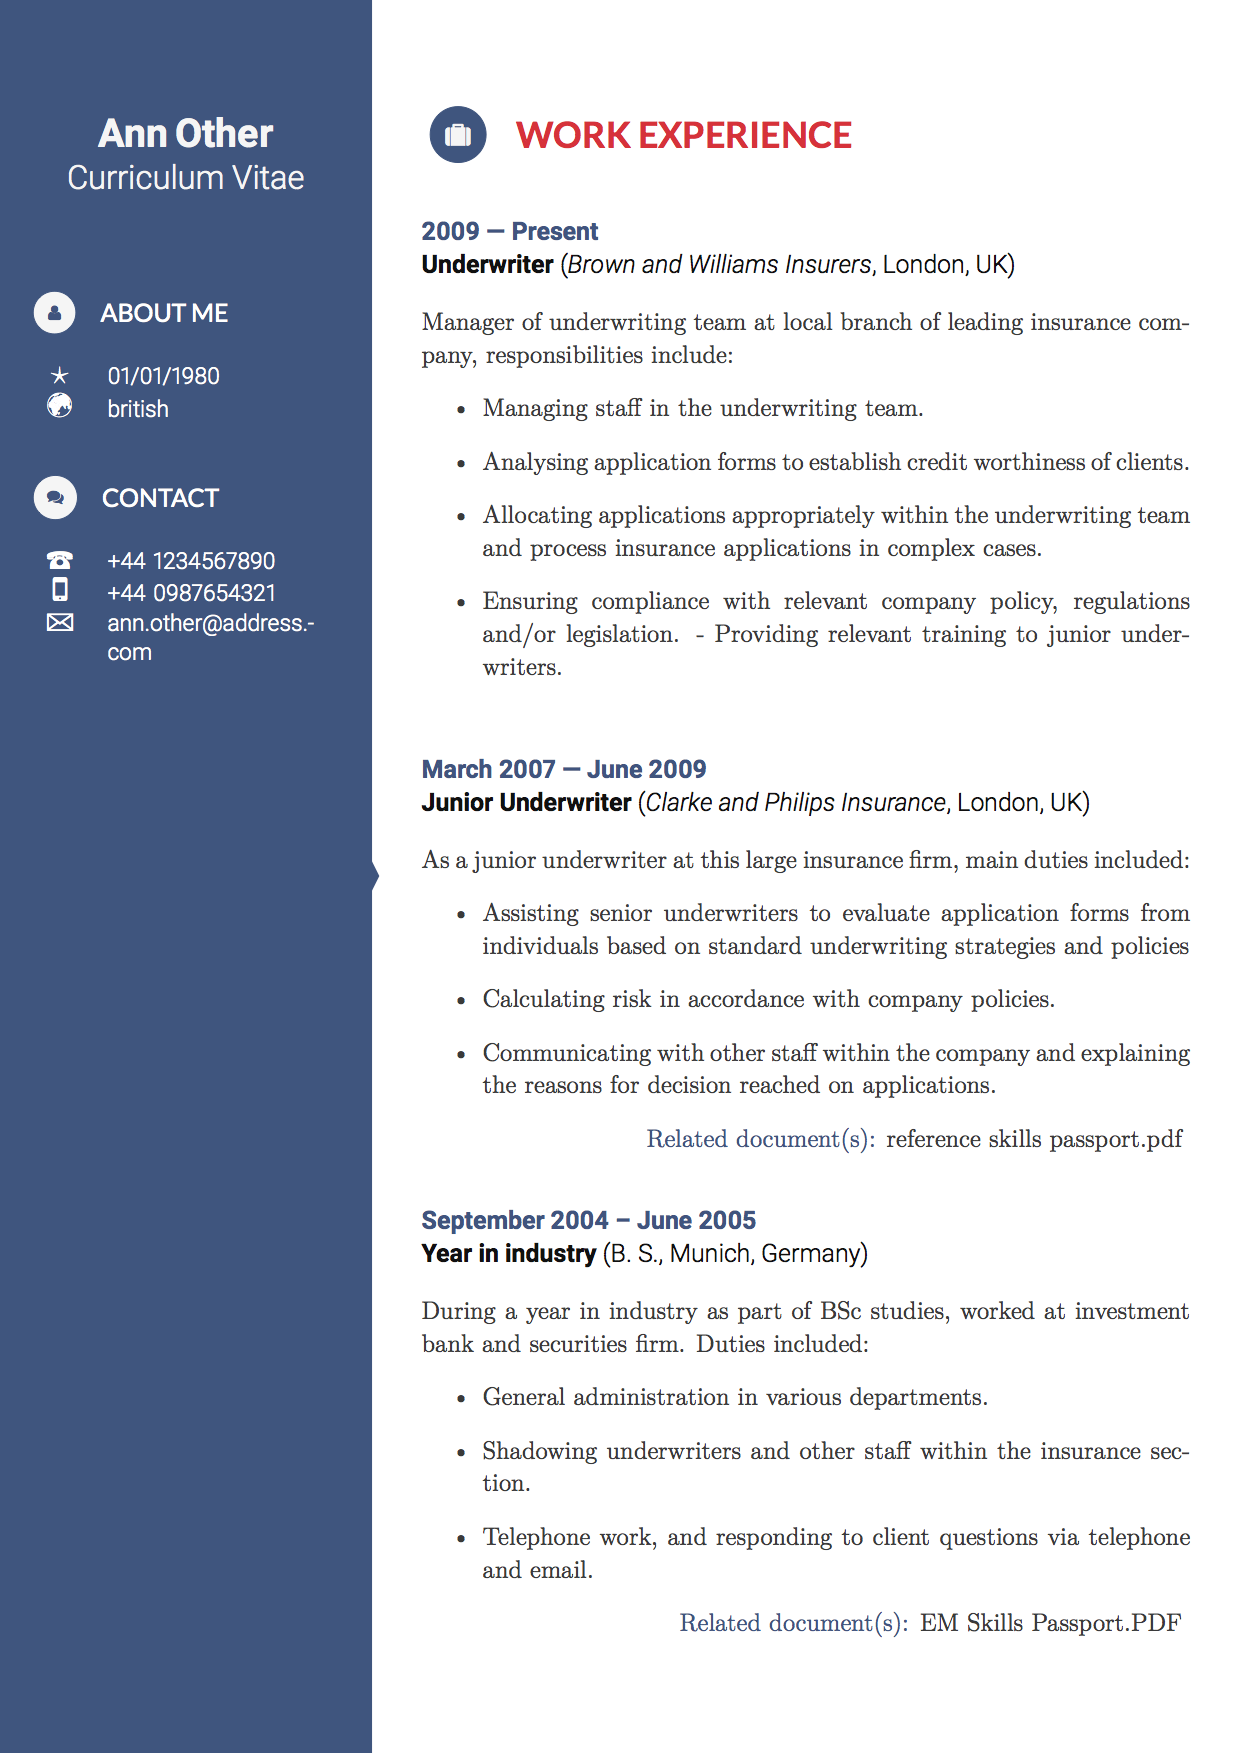 Ann Other
Curriculum Vitae
ABOUT ME
01/01/1980
british
CONTACT
+44 1234567890
+44 0987654321
ann.other@address.-
com
WORK EXPERIENCE
2009 — Present
Underwriter (Brown and Williams Insurers, London, UK)
Manager of underwriting team at local branch of leading insurance com-
pany, responsibilities include:
• Managing staff in the underwriting team.
• Analysing application forms to establish credit worthiness of clients.
• Allocating applications appropriately within the underwriting team
and process insurance applications in complex cases.
• Ensuring compliance with relevant company policy, regulations
and/or legislation. - Providing relevant training to junior under-
writers.
March 2007 — June 2009
Junior Underwriter (Clarke and Philips Insurance, London, UK)
As a junior underwriter at this large insurance firm, main duties included:
• Assisting senior underwriters to evaluate application forms from
individuals based on standard underwriting strategies and policies
• Calculating risk in accordance with company policies.
• Communicating with other staff within the company and explaining
the reasons for decision reached on applications.
Related document(s): reference skills passport.pdf
September 2004 – June 2005
Year in industry (B. S., Munich, Germany)
During a year in industry as part of BSc studies, worked at investment
bank and securities firm. Duties included:
• General administration in various departments.
• Shadowing underwriters and other staff within the insurance sec-
tion.
• Telephone work, and responding to client questions via telephone
and email.
Related document(s): EM Skills Passport.PDF